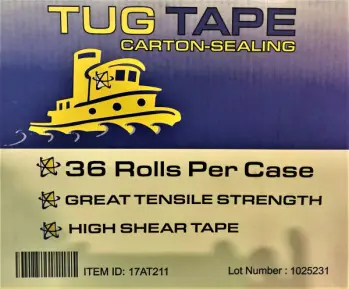 TUG TAPE
CARTON-SEALING
36 Rolls Per Case
GREAT TENSILE STRENGTH
HIGH SHEAR TAPE
ITEM ID: 17AT211 Lot Number : 1025231